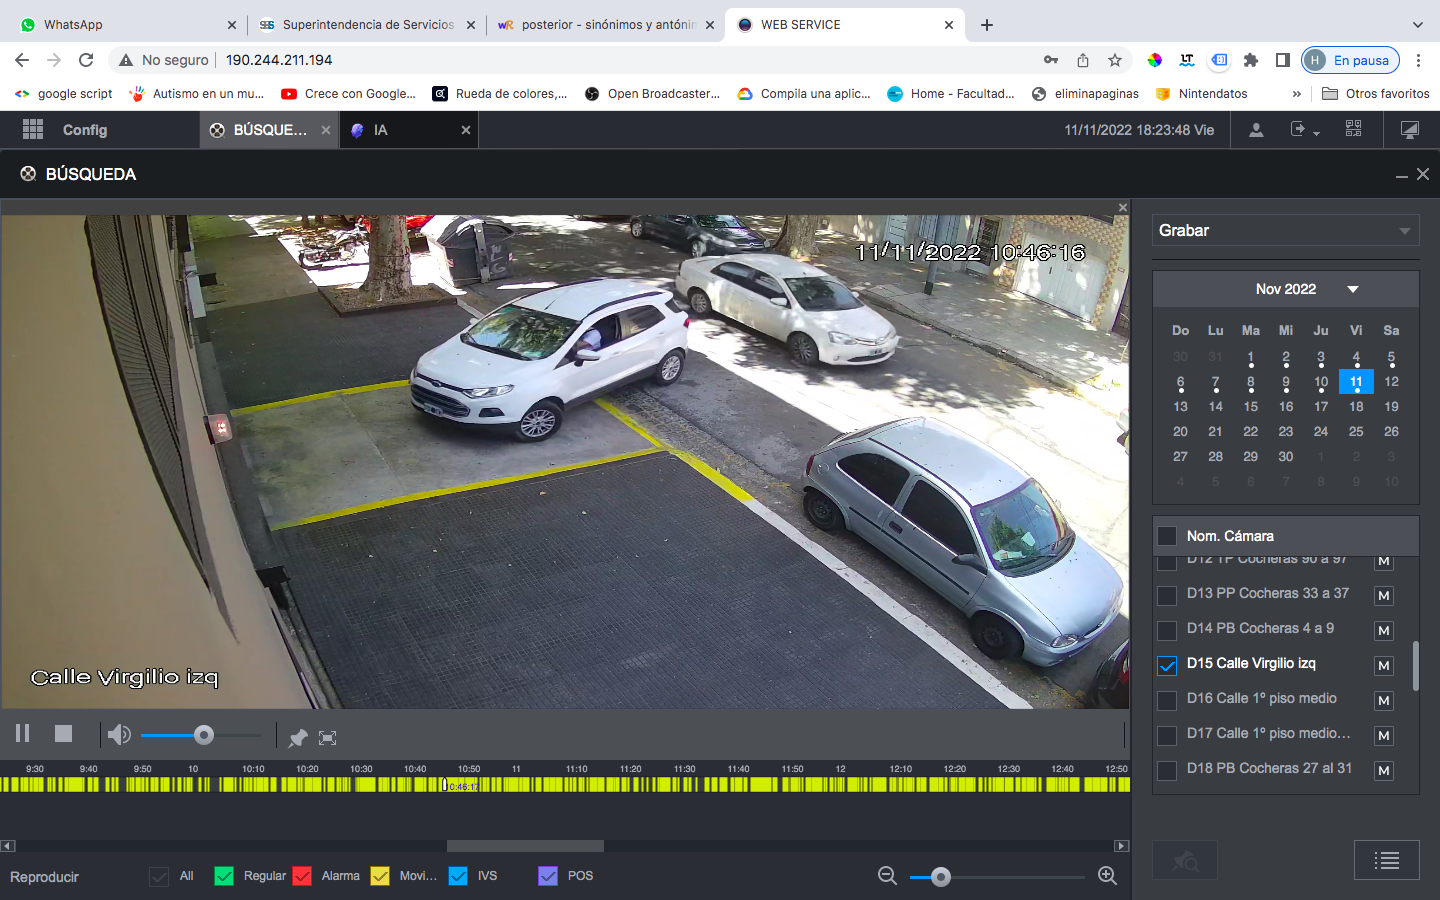 WhatsApp
Superintendencia de Servicios
posterior - sinónimos y antónin
WEB SERVICE
No seguro
190.244.211.194
H
En pausa
google script
Autismo en un mu...
Crece con Google...
Rueda de colores,...
Open Broadcaster...
Compila una aplic...
Home - Facultad...
eliminapaginas
Nintendatos
»
Otros favoritos
Config
BÚSQUE...
IA
11/11/2022 18:23:48 Vie
BÚSQUEDA
11/11/2022 10:46:16
Calle Virgilio izq
Grabar
Nov 2022
Do Lu Ma Mi Ju Vi Sa
30 31 1 2 3 4 5
6 7 8 9 10 11 12
13 14 15 16 17 18 19
20 21 22 23 24 25 26
27 28 29 30 1 2 3
4 5 6 7 8 9 10
Nom. Cámara
D12 TP Cocheras 90 a 97 M
D13 PP Cocheras 33 a 37 M
D14 PB Cocheras 4 a 9 M
D15 Calle Virgilio izq M
D16 Calle 1º piso medio M
D17 Calle 1º piso medio... M
D18 PB Cocheras 27 al 31 M
9:30 9:40 9:50 10 10:10 10:20 10:30 10:40 10:50 11 11:10 11:20 11:30 11:40 11:50 12 12:10 12:20 12:30 12:40 12:50
0:46:17
Reproducir
All
Regular
Alarma
Movi...
IVS
POS